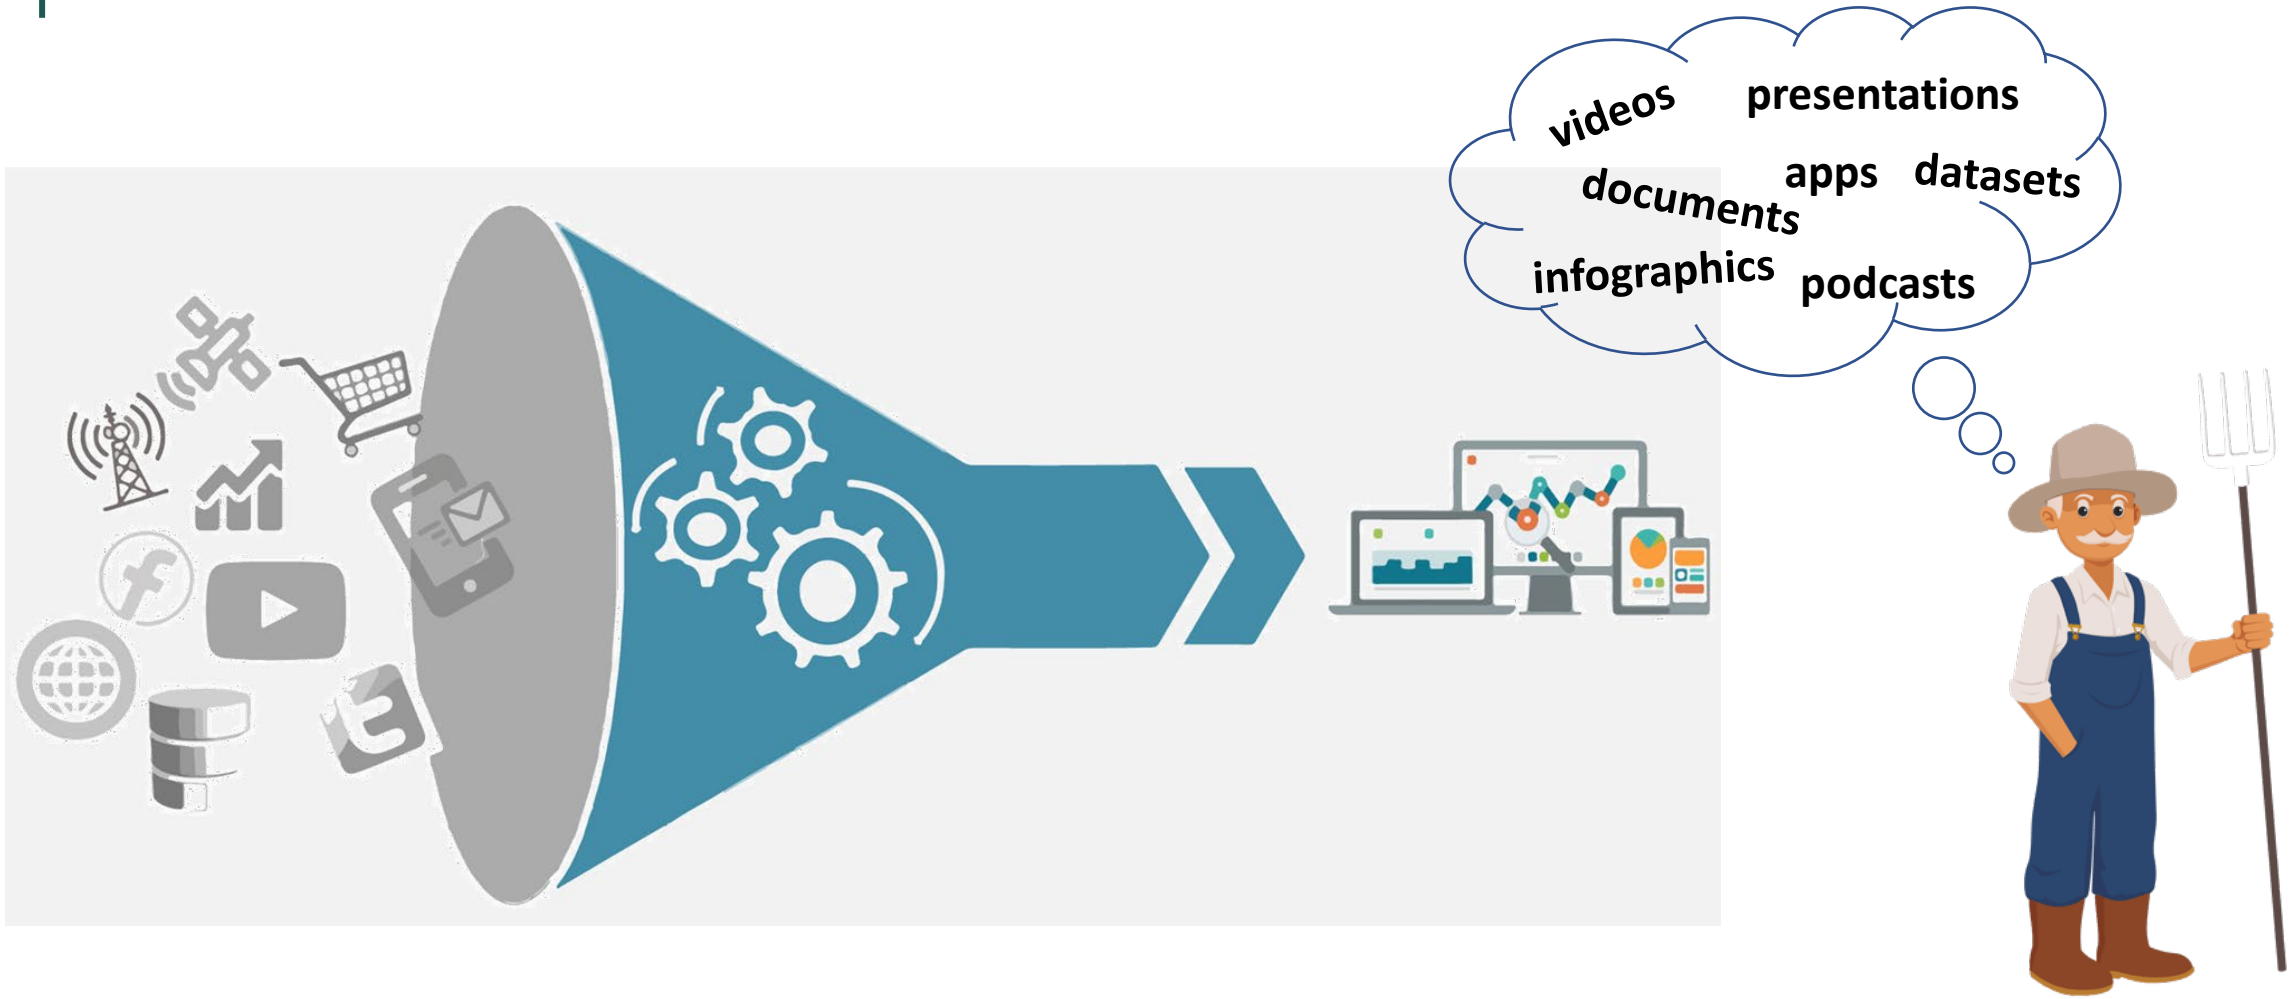 videos
presentations
documents
apps
datasets
infographics
podcasts